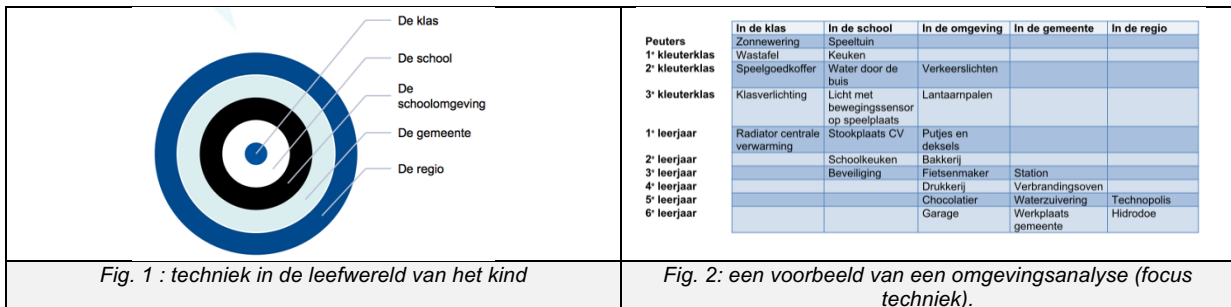 De klas
De school
De
schoolomgeving
De gemeente
De regio
Fig. 1 : techniek in de leefwereld van het kind
In de klas In de school In de omgeving In de gemeente In de regio
Peuters Zonnewering Speeltuin
1e kleuterklas Wastafel Keuken
2e kleuterklas Speelgoedkoffer Water door de Verkeerslichten
buis
3e kleuterklas Klasverlichting Licht met Lantaarnpalen
bewegingssensor
op speelplaats
1e leerjaar Radiator centrale Stookplaats CV Putjes en
verwarming deksels
2e leerjaar Schoolkeuken Bakkerij
3e leerjaar Beveiliging Fietsenmaker Station
4e leerjaar Drukkerij Verbrandingsoven
5e leerjaar Chocolatier Waterzuivering Technopolis
6e leerjaar Garage Werkplaats Hidrodoe
gemeente
Fig. 2: een voorbeeld van een omgevingsanalyse (focus
techniek).